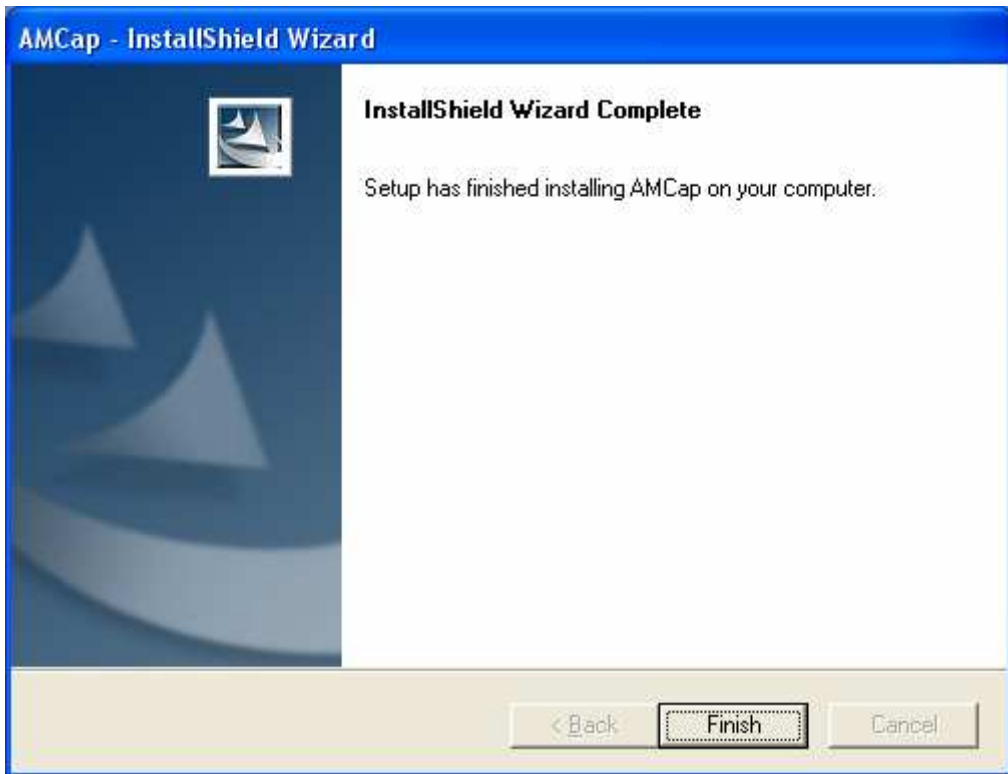 AMCap - InstallShield Wizard
InstallShield Wizard Complete
Setup has finished installing AMCap on your computer.
< Back
Finish
Cancel